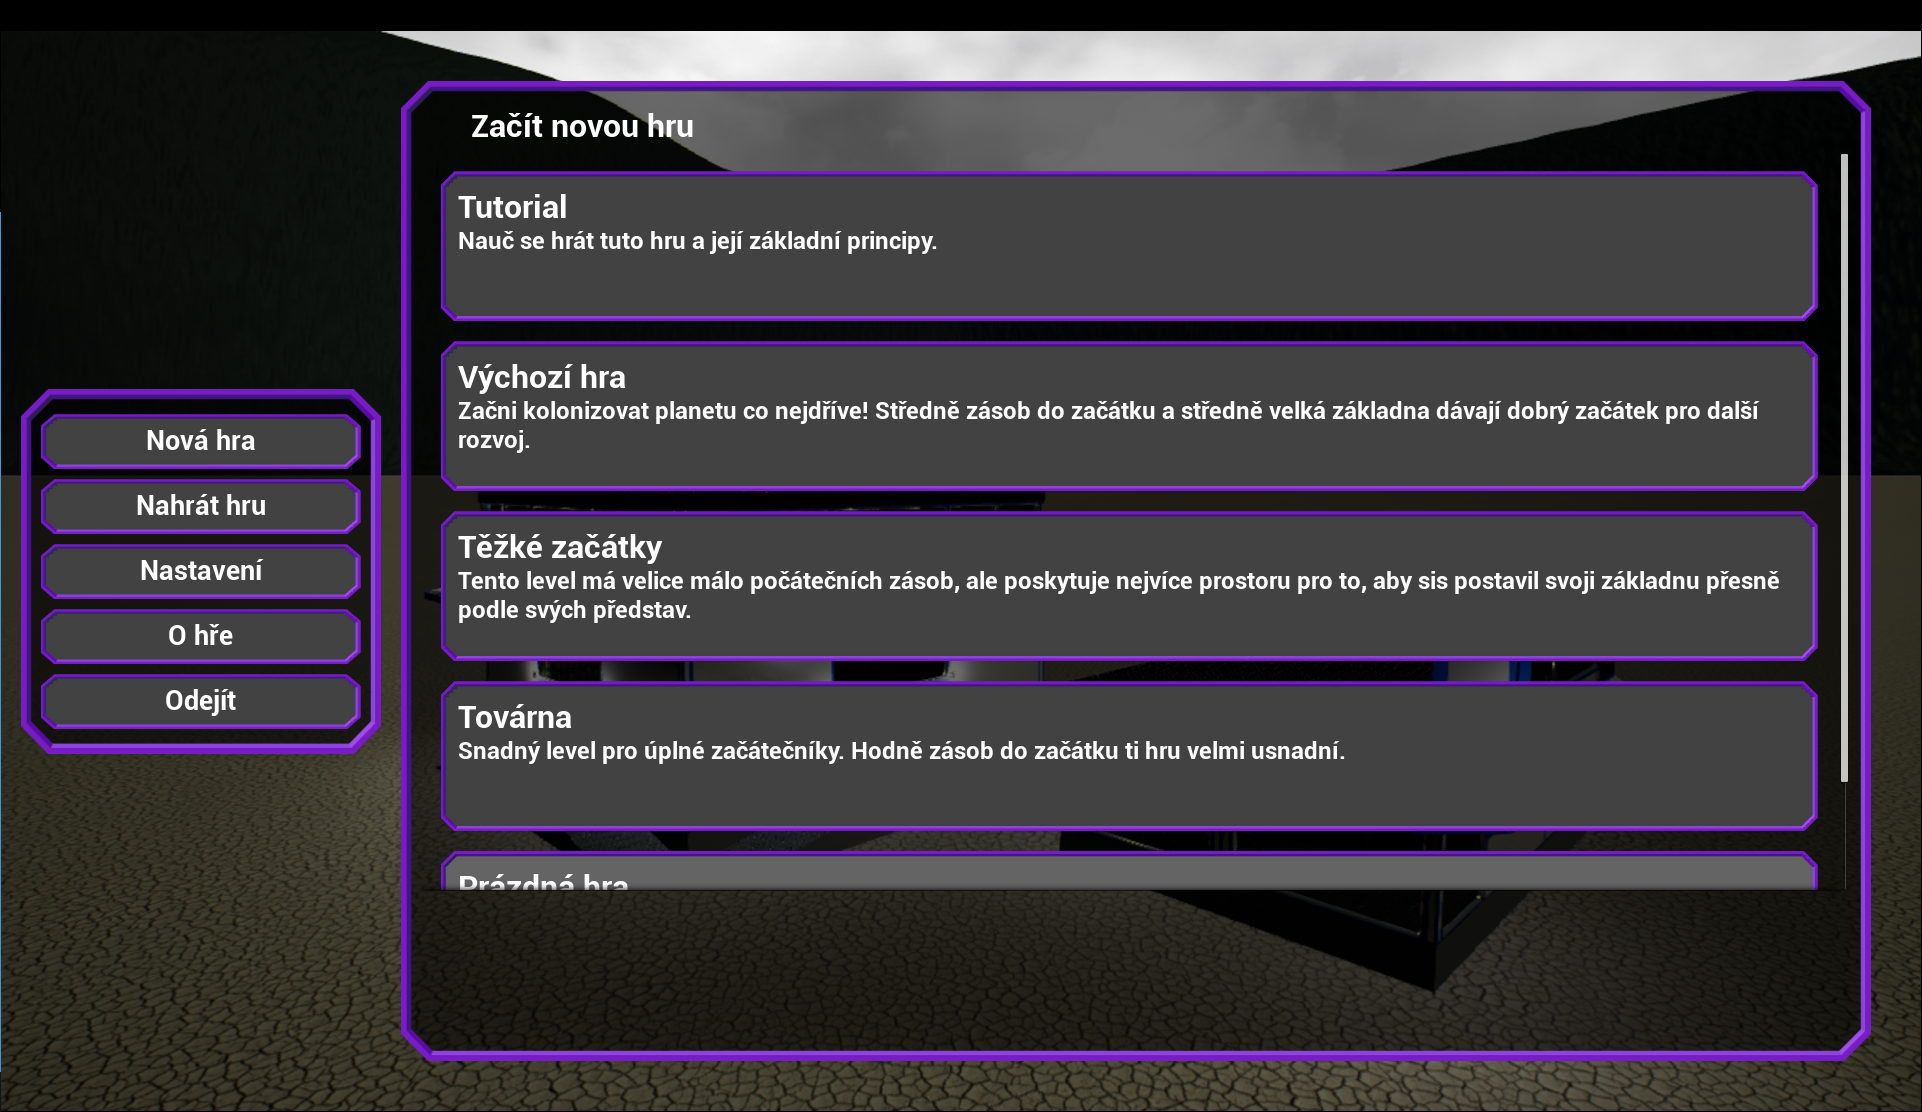 Začít novou hru
Tutorial
Nauč se hrát tuto hru a její základní principy.
Výchozí hra
Začni kolonizovat planetu co nejdříve! Středně zásob do začátku a středně velká základna dávají dobrý začátek pro další
rozvoj.
Těžké začátky
Tento level má velice málo počátečních zásob, ale poskytuje nejvíce prostoru pro to, aby sis postavil svoji základnu přesně
podle svých představ.
Továrna
Snadný level pro úplné začátečníky. Hodně zásob do začátku ti hru velmi usnadní.
Prázdná hra
Nová hra
Nahrát hru
Nastavení
O hře
Odejít